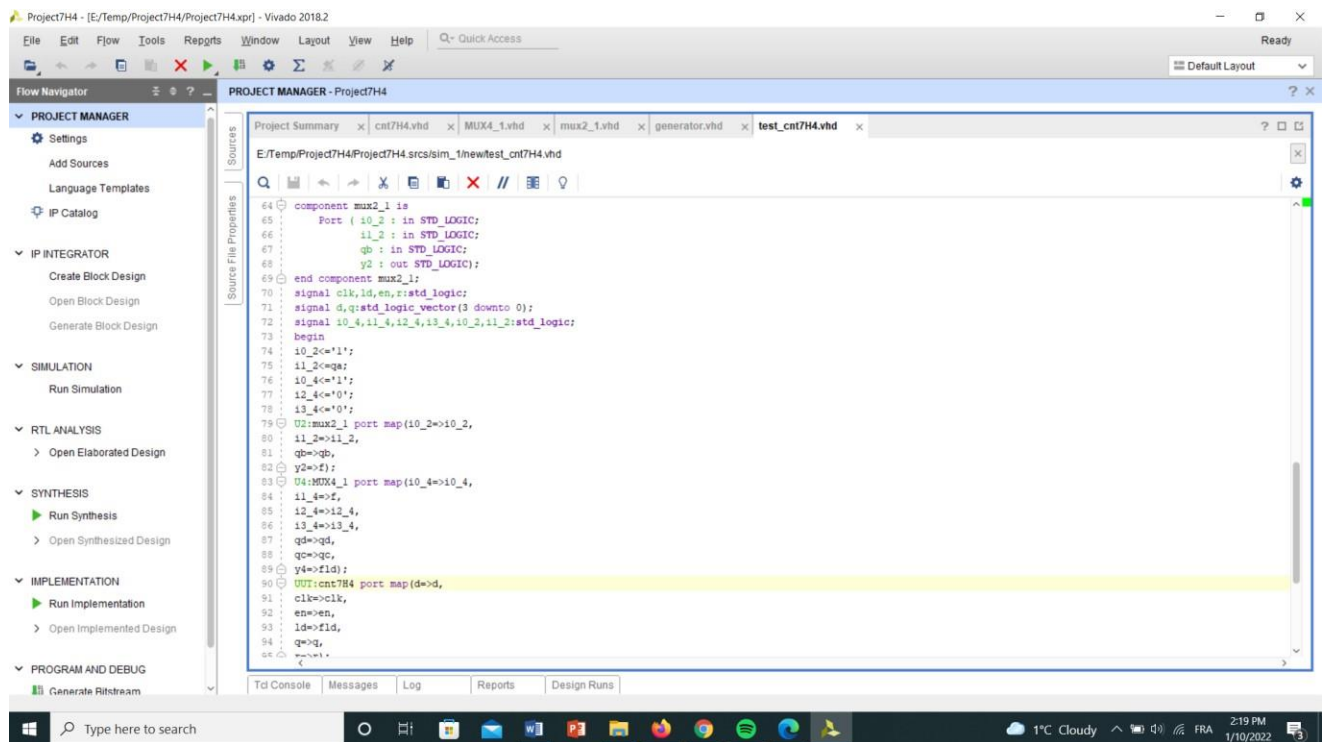 Project7H4 - [E:/Temp/Project7H4/Project7H4.xpr] - Vivado 2018.2
File Edit Flow Tools Reports Window Layout View Help Quick Access
Ready
Default Layout
Flow Navigator
PROJECT MANAGER - Project7H4
PROJECT MANAGER
Settings
Add Sources
Language Templates
IP Catalog
IP INTEGRATOR
Create Block Design
Open Block Design
Generate Block Design
SIMULATION
Run Simulation
RTL ANALYSIS
Open Elaborated Design
SYNTHESIS
Run Synthesis
Open Synthesized Design
IMPLEMENTATION
Run Implementation
Open Implemented Design
PROGRAM AND DEBUG
Generate Bitstream
Sources
Source File Properties
Project Summary cnt7H4.vhd MUX4_1.vhd mux2_1.vhd generator.vhd test_cnt7H4.vhd
E:/Temp/Project7H4/Project7H4.srcs/sim_1/new/test_cnt7H4.vhd
64 component mux2_1 is
65 Port ( i0_2 : in STD_LOGIC;
66 i1_2 : in STD_LOGIC;
67 qb : in STD_LOGIC;
68 y2 : out STD_LOGIC);
69 end component mux2_1;
70 signal clk,ld,en,r:std_logic;
71 signal d,q:std_logic_vector(3 downto 0);
72 signal i0_4,i1_4,i2_4,i3_4,i0_2,i1_2:std_logic;
73 begin
74 i0_2<='1';
75 i1_2<=qa;
76 i0_4<='1';
77 i2_4<='0';
78 i3_4<='0';
79 U2:mux2_1 port map(i0_2=>i0_2,
80 i1_2=>i1_2,
81 qb=>qb,
82 y2=>f);
83 U4:MUX4_1 port map(i0_4=>i0_4,
84 i1_4=>f,
85 i2_4=>i2_4,
86 i3_4=>i3_4,
87 qd=>qd,
88 qc=>qc,
89 y4=>fld);
90 UUT:cnt7H4 port map(d=>d,
91 clk=>clk,
92 en=>en,
93 ld=>fld,
94 q=>q,
95 r=>r);
Tcl Console Messages Log Reports Design Runs
Type here to search
1°C Cloudy FRA 2:19 PM
1/10/2022